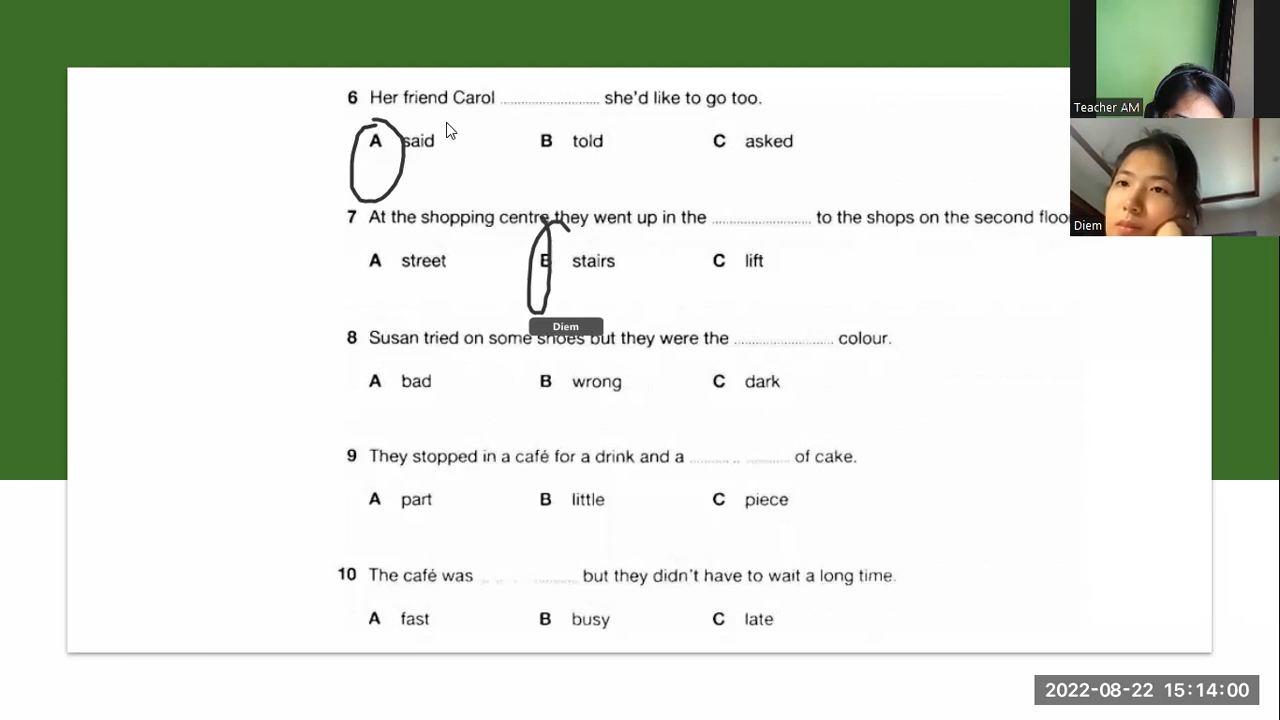 6 Her friend Carol ........................ she'd like to go too.
A said B told C asked
7 At the shopping centre they went up in the ........................ to the shops on the second floo
A street B stairs C lift
Diem
8 Susan tried on some shoes but they were the ........................ colour.
A bad B wrong C dark
9 They stopped in a café for a drink and a ........................ of cake.
A part B little C piece
10 The café was ........................ but they didn't have to wait a long time.
A fast B busy C late
Teacher AM
Diem
2022-08-22 15:14:00